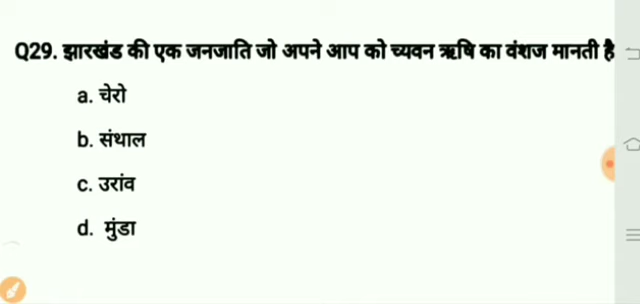 Q29. झारखंड की एक जनजाति जो अपने आप को च्यवन ऋषि का वंशज मानती है
a. चेरो
b. संथाल
c. उरांव
d. मुंडा